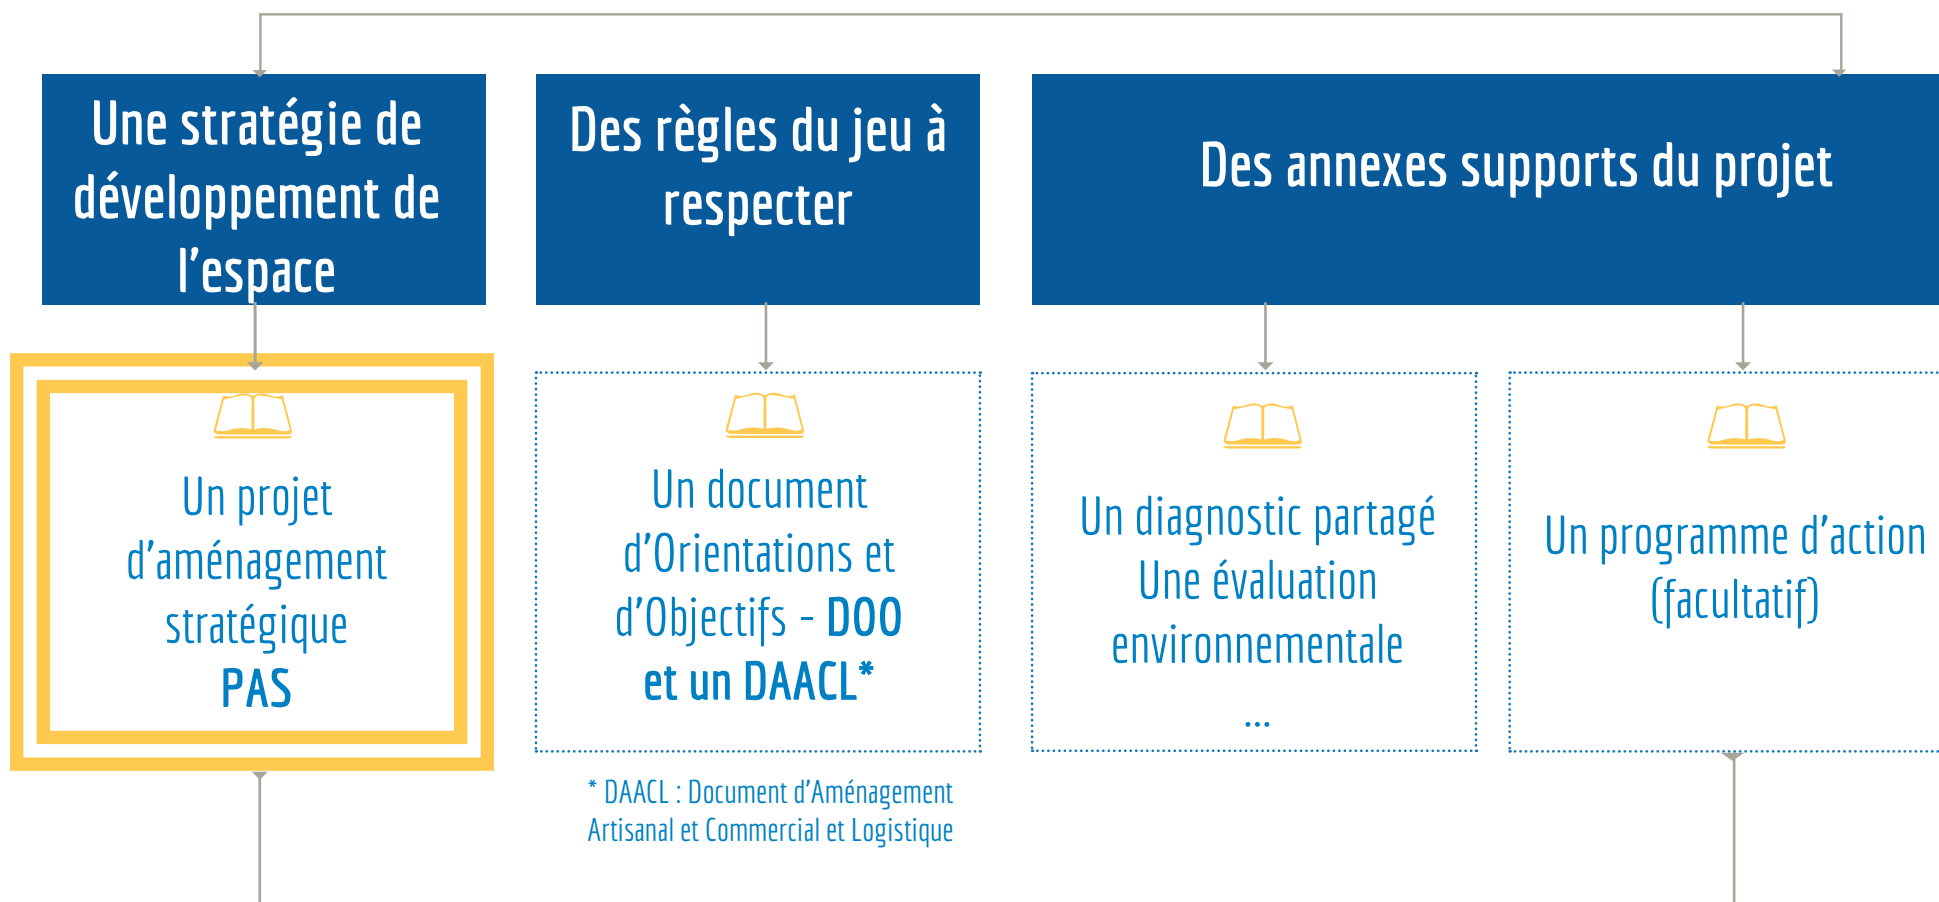 Une stratégie de
développement de
l'espace
Des règles du jeu à
respecter
Des annexes supports du projet
Un projet
d'aménagement
stratégique
PAS
Un document
d'Orientations et
d'Objectifs - DOO
et un DAACL*
* DAACL : Document d'Aménagement
Artisanal et Commercial et Logistique
Un diagnostic partagé
Une évaluation
environnementale
...
Un programme d'action
(facultatif)